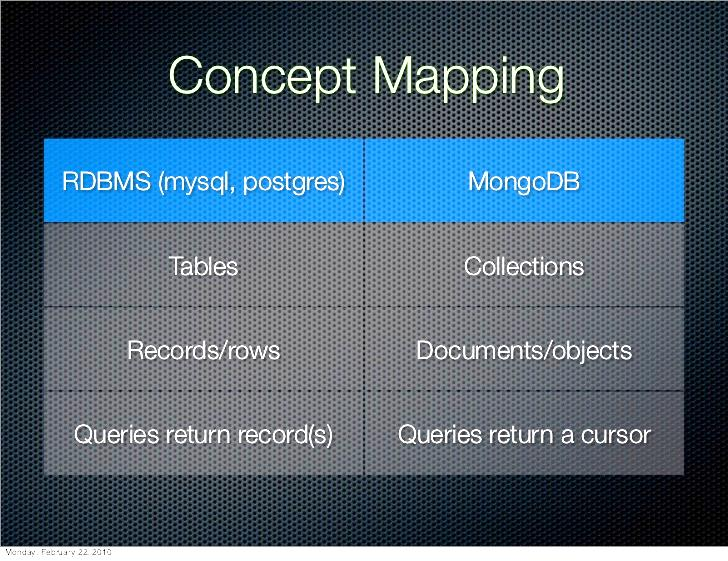 Concept Mapping
RDBMS (mysql, postgres) MongoDB
Tables Collections
Records/rows Documents/objects
Queries return record(s) Queries return a cursor
Monday, February 22, 2010